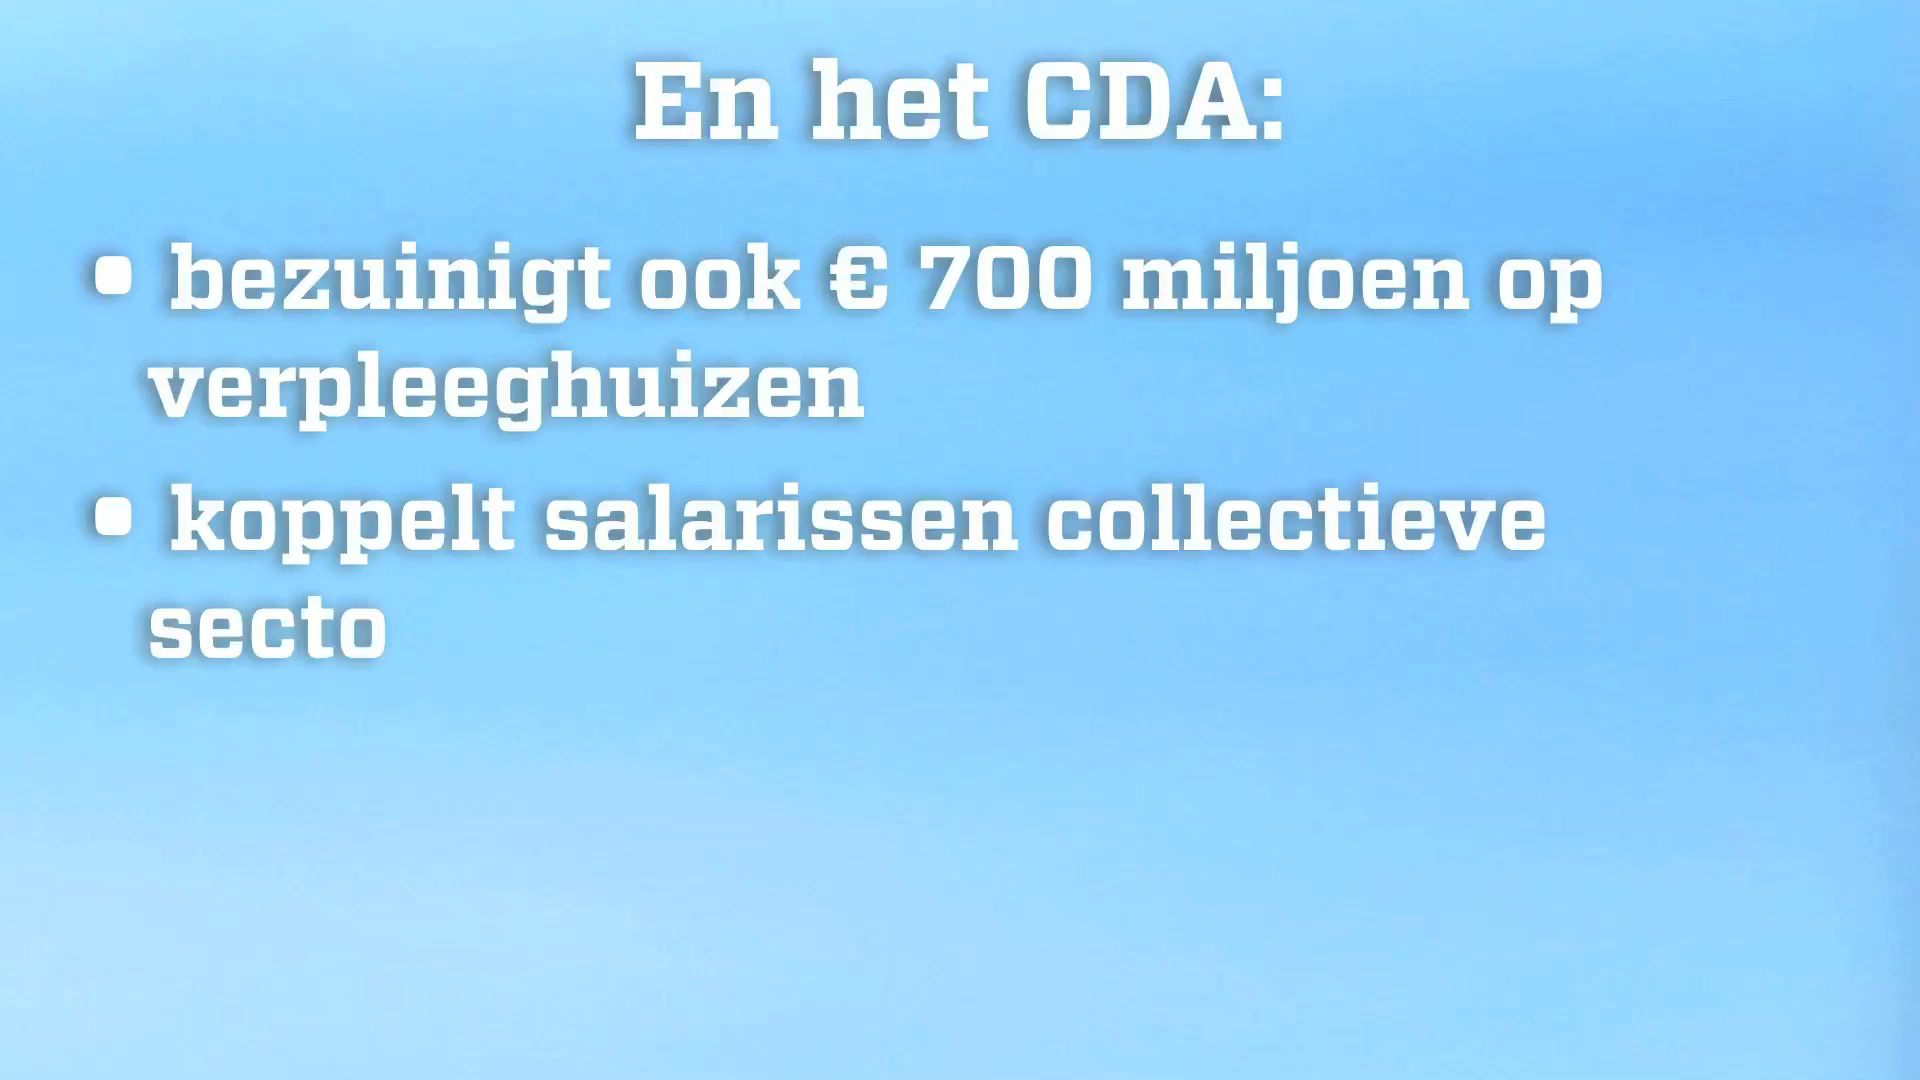 En het CDA:
• bezuinigt ook € 700 miljoen op
verpleeghuizen
• koppelt salarissen collectieve
secto